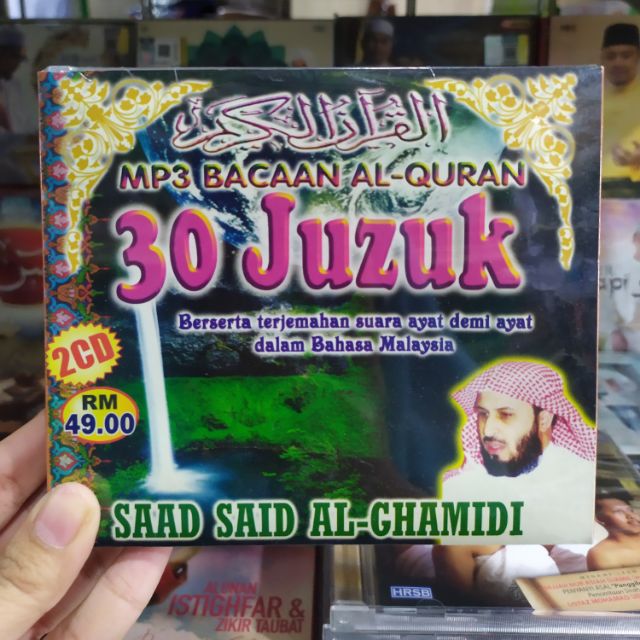 القرآن الكريم
MP3 BACAAN AL-QURAN
30 Juzuk
Berserta terjemahan suara ayat demi ayat
dalam Bahasa Malaysia
2CD
RM
49.00
SAAD SAID AL-GHAMIDI
ALUNAN
ISTIGHFAR &
ZIKIR TAUBAT
HRSB